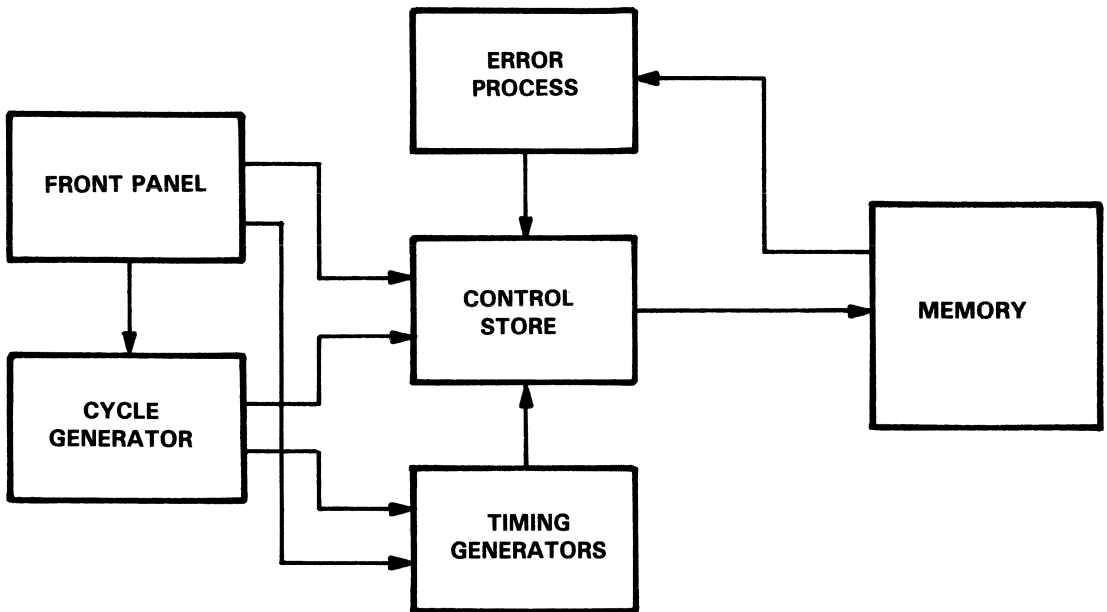 ERROR
PROCESS
FRONT PANEL
CONTROL
STORE
MEMORY
CYCLE
GENERATOR
TIMING
GENERATORS